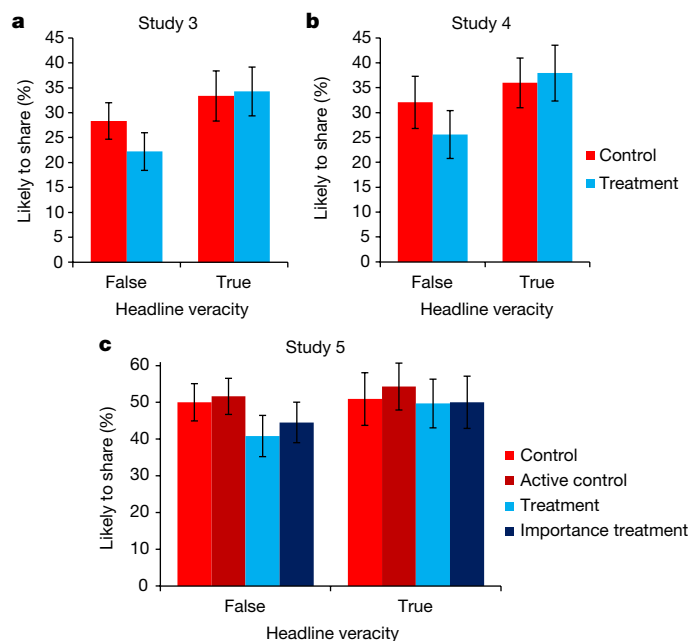 a
Study 3
Likely to share (%)
45
40
35
30
25
20
15
10
5
0
False
True
Headline veracity
b
Study 4
Likely to share (%)
45
40
35
30
25
20
15
10
5
0
False
True
Headline veracity
Control
Treatment
c
Study 5
Likely to share (%)
60
50
40
30
20
10
0
False
True
Headline veracity
Control
Active control
Treatment
Importance treatment